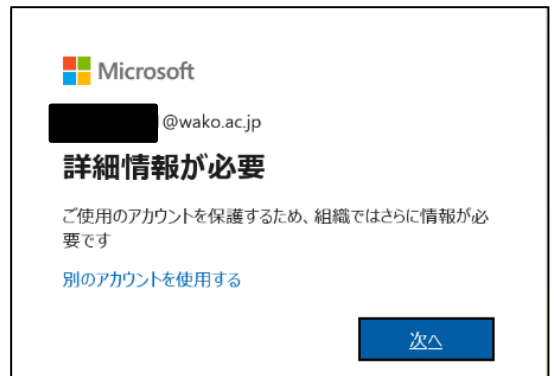 Microsoft
@wako.ac.jp
詳細情報が必要
ご使用のアカウントを保護するため、組織ではさらに情報が必
要です
別のアカウントを使用する
次へ